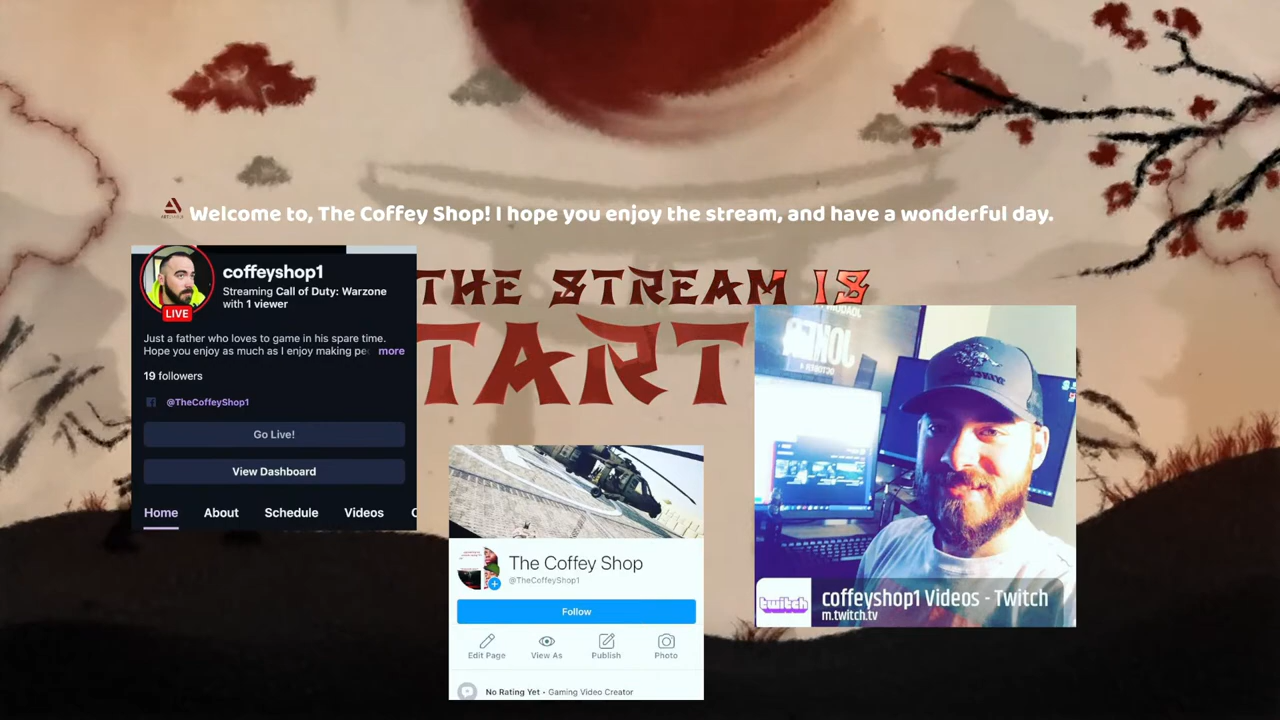 Welcome to, The Coffey Shop! I hope you enjoy the stream, and have a wonderful day.
THE STREAM IS
TART
coffeyshop1
Streaming Call of Duty: Warzone
with 1 viewer
LIVE
Just a father who loves to game in his spare time.
Hope you enjoy as much as I enjoy making pe more
19 followers
@TheCoffeyShop1
Go Live!
View Dashboard
Home About Schedule Videos
The Coffey Shop
@TheCoffeyShop1
Follow
Edit Page View As Publish Photo
No Rating Yet • Gaming Video Creator
JOKER
OCTOBER 4
twitch
coffeyshop1 Videos - Twitch
m.twitch.tv